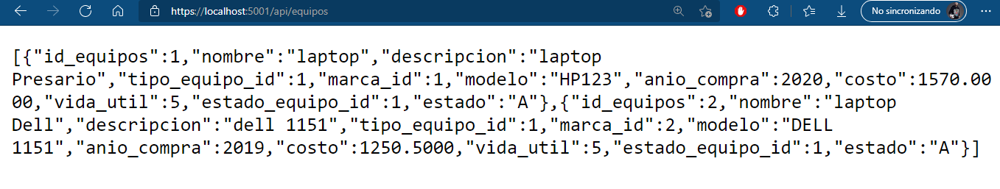 https://localhost:5001/api/equipos
No sincronizando
[{"id_equipos":1,"nombre":"laptop","descripcion":"laptop
Presario","tipo_equipo_id":1,"marca_id":1,"modelo":"HP123","anio_compra":2020,"costo":1570.00
00,"vida_util":5,"estado_equipo_id":1,"estado":"A"},{"id_equipos":2,"nombre":"laptop
Dell","descripcion":"dell 1151","tipo_equipo_id":1,"marca_id":2,"modelo":"DELL
1151","anio_compra":2019,"costo":1250.5000,"vida_util":5,"estado_equipo_id":1,"estado":"A"}]